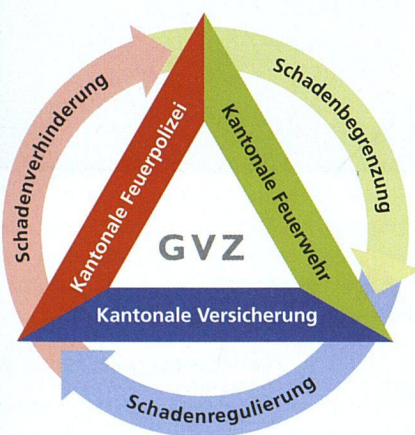 Schadenverhinderung
Schadenbegrenzung
Kantonale Feuerpolizei
Kantonale Feuerwehr
GVZ
Kantonale Versicherung
Schadenregulierung